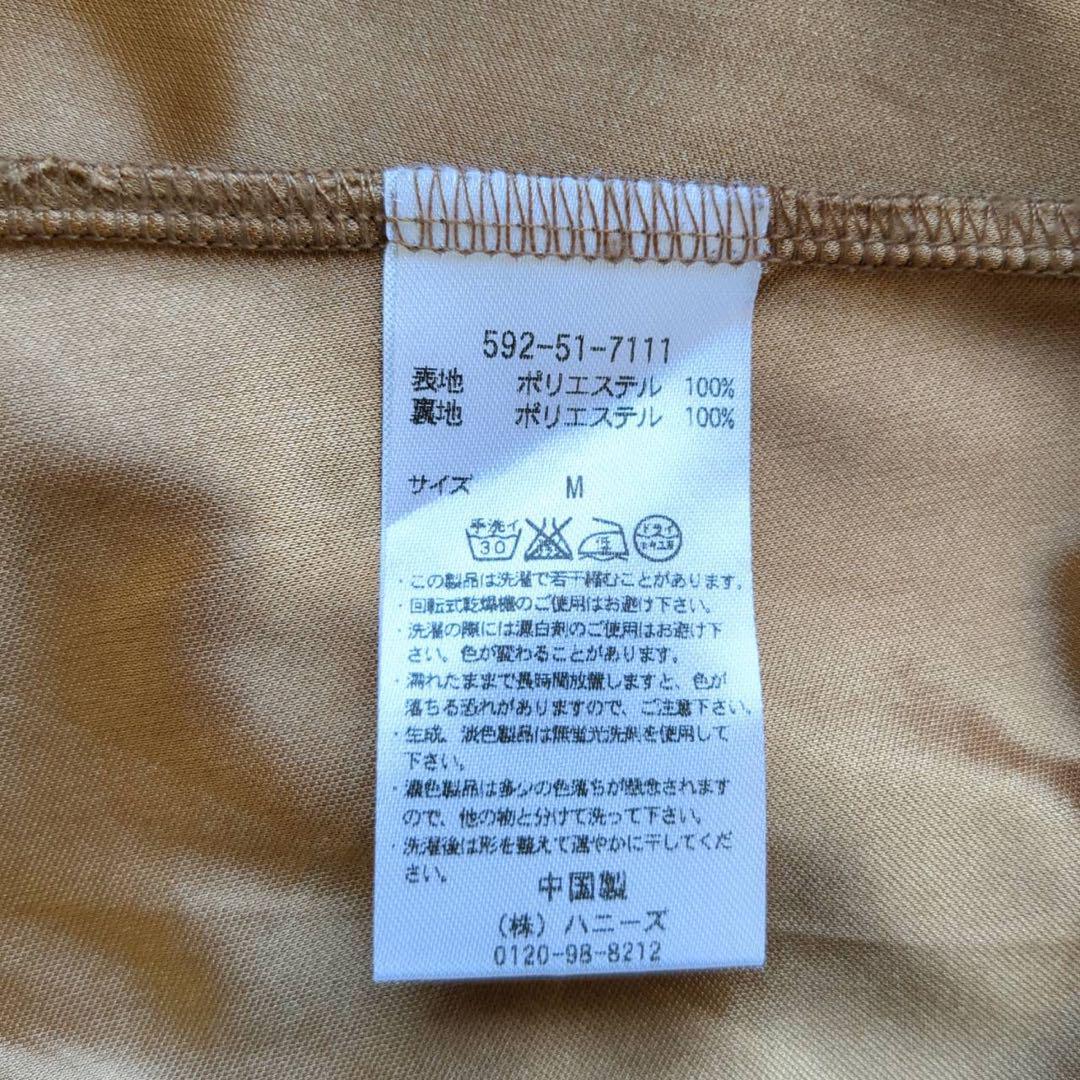 592-51-7111
表地 ポリエステル 100%
裏地 ポリエステル 100%
サイズ M
手洗イ ドライ
30 エンソ サラシ 低 セキユ系
・この製品は洗濯で若干縮むことがあります。
・回転式乾燥機のご使用はお避け下さい。
・洗濯の際には漂白剤のご使用はお避け下
さい。色が変わることがあります。
・濡れたままで長時間放置しますと、色が
落ちる恐れがありますので、ご注意下さい。
・生成、淡色製品は無蛍光洗剤を使用して
下さい。
・濃色製品は多少の色落ちが懸念されます
ので、他の物と分けて洗って下さい。
・洗濯後は形を整えて速やかに干してくだ
さい。
中国製
(株) ハニーズ
0120-98-8212